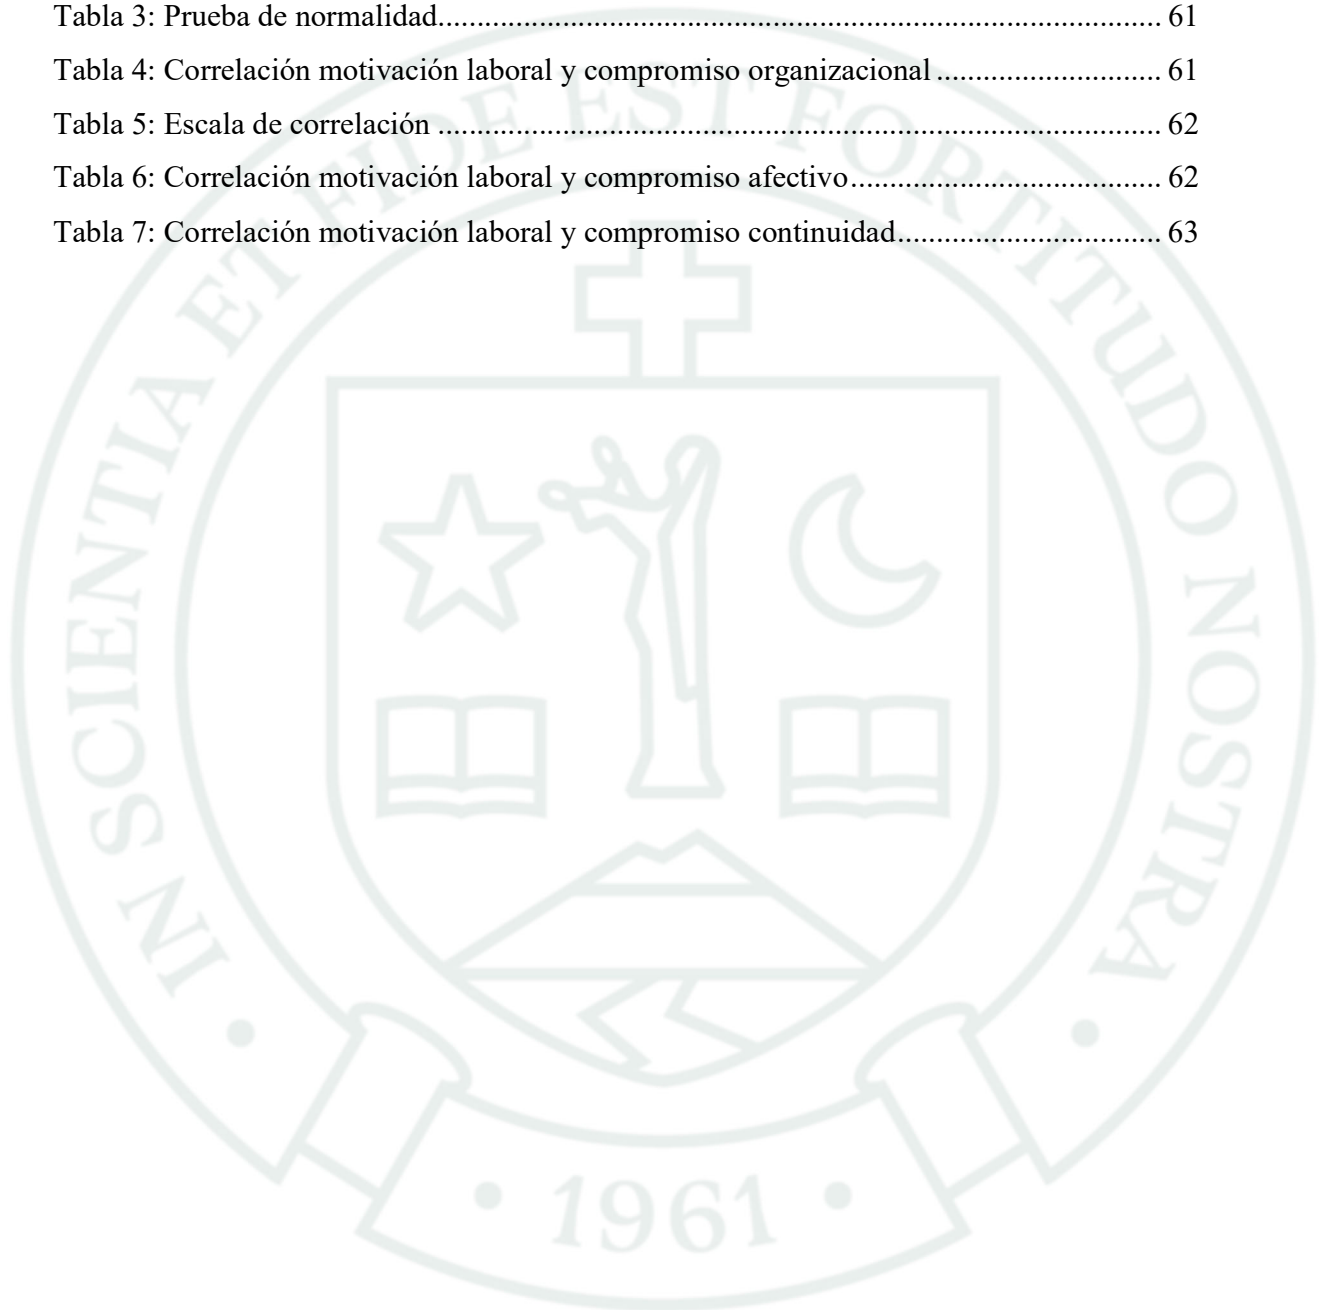 Tabla 3: Prueba de normalidad........................................................................................... 61
Tabla 4: Correlación motivación laboral y compromiso organizacional............................ 61
Tabla 5: Escala de correlación ........................................................................................... 62
Tabla 6: Correlación motivación laboral y compromiso afectivo....................................... 62
Tabla 7: Correlación motivación laboral y compromiso continuidad................................. 63
• IN SCIENTIA ET FIDE EST FORTITUDO NOSTRA •
• 1961 •